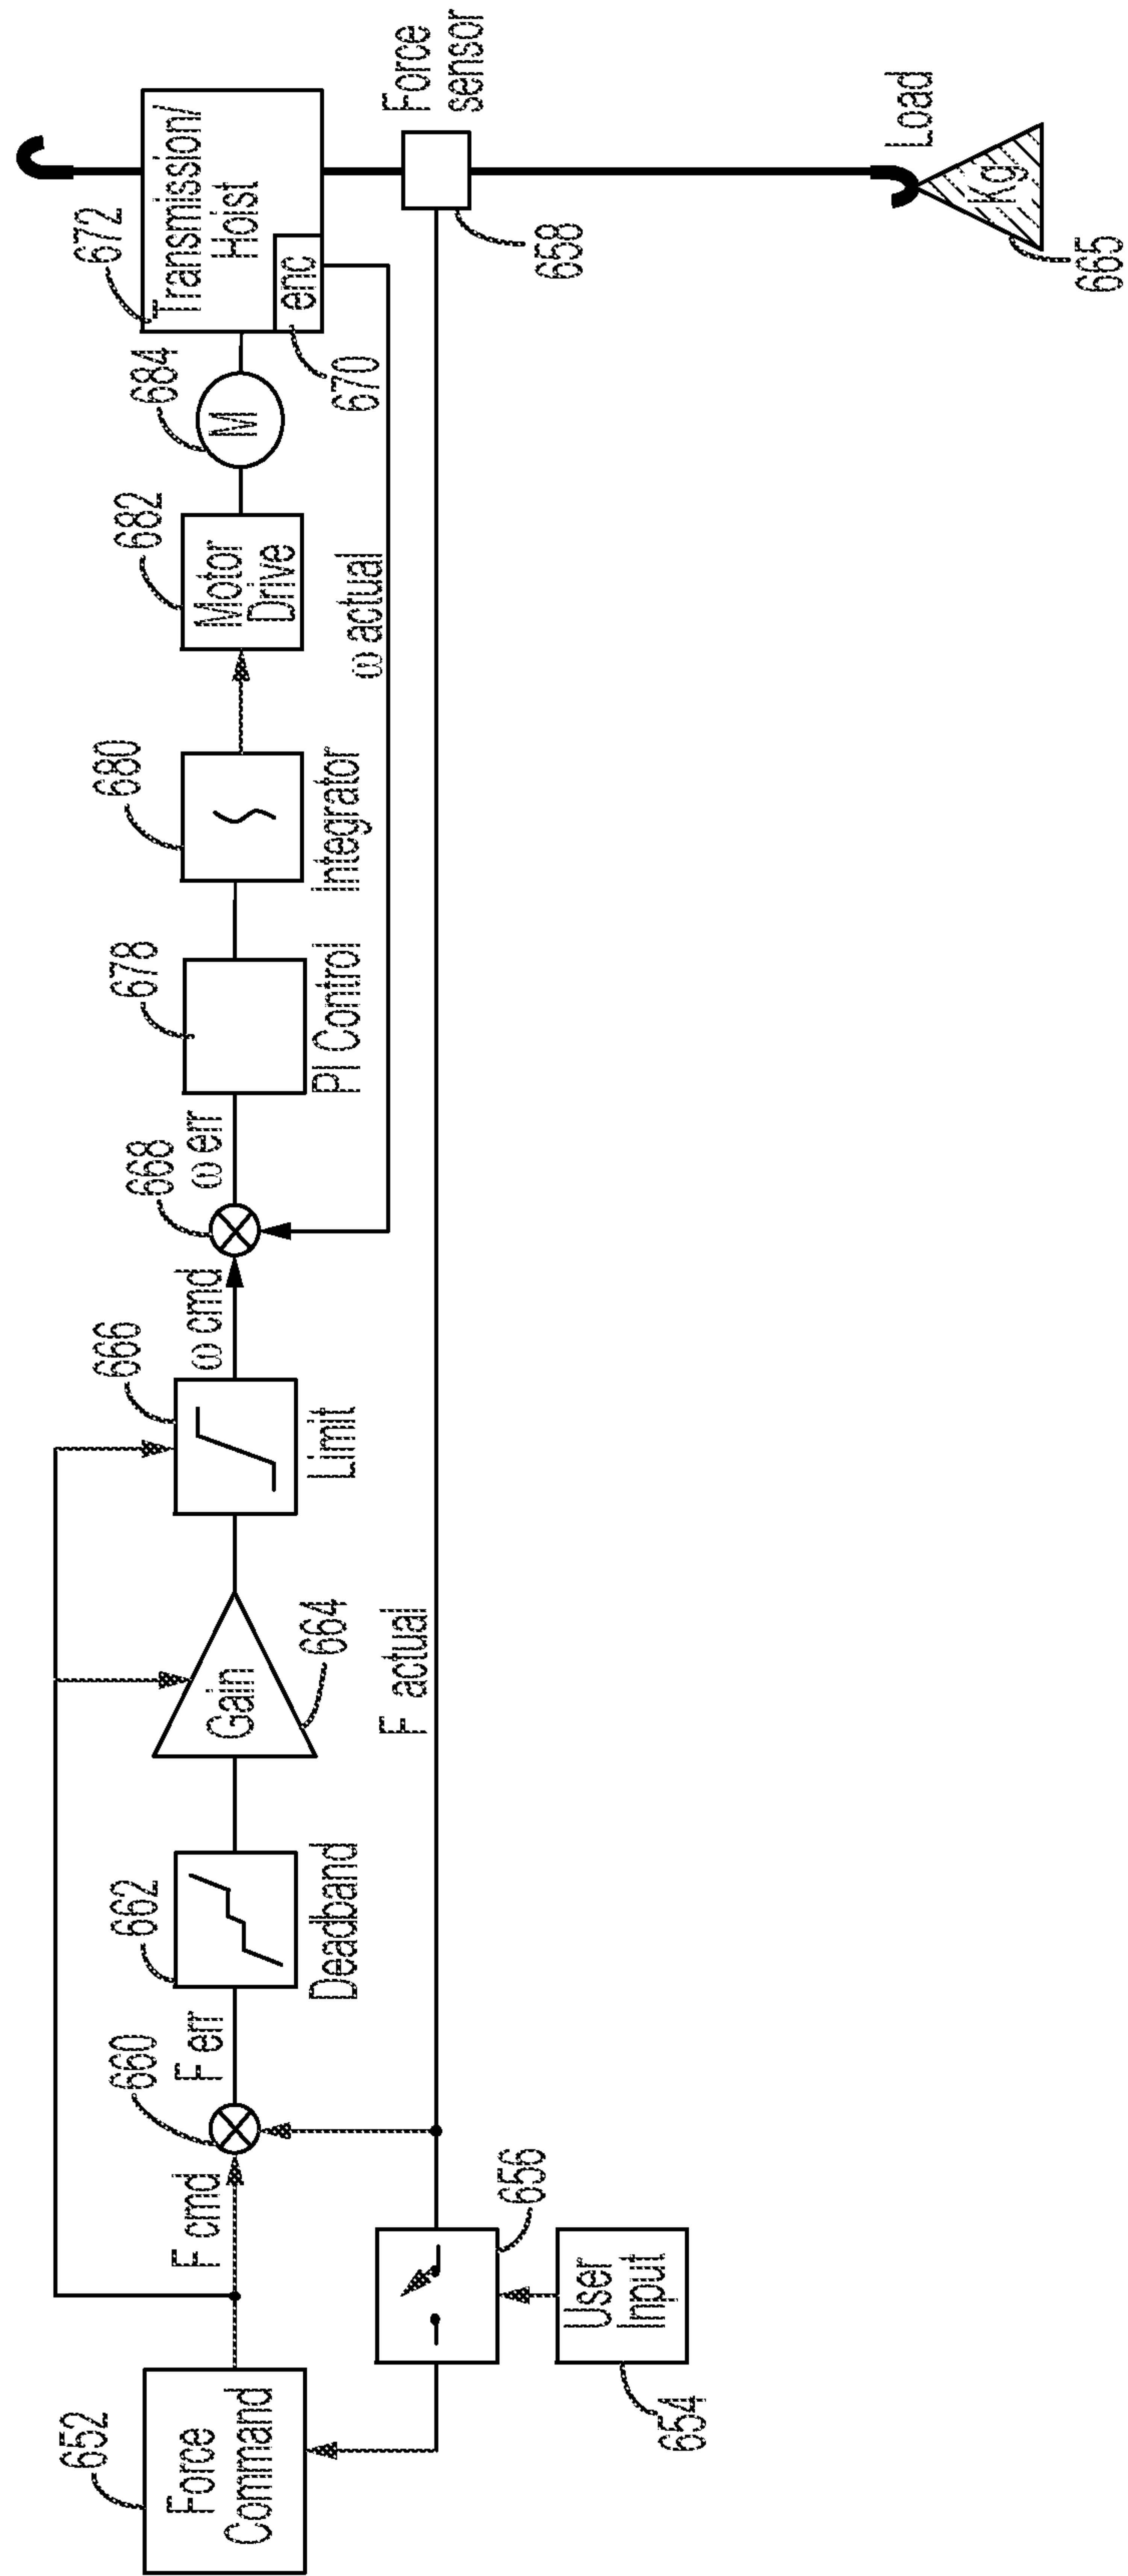 652
Force
Command
F cmd
660
F err
662
Deadband
Gain
664
666
Limit
ω cmd
668
ω err
678
PI Control
680
Integrator
682
Motor
Drive
684
M
672
Transmission/
Hoist
enc
670
ω actual
F actual
Force
sensor
658
656
User
Input
654
Load
Kg
665